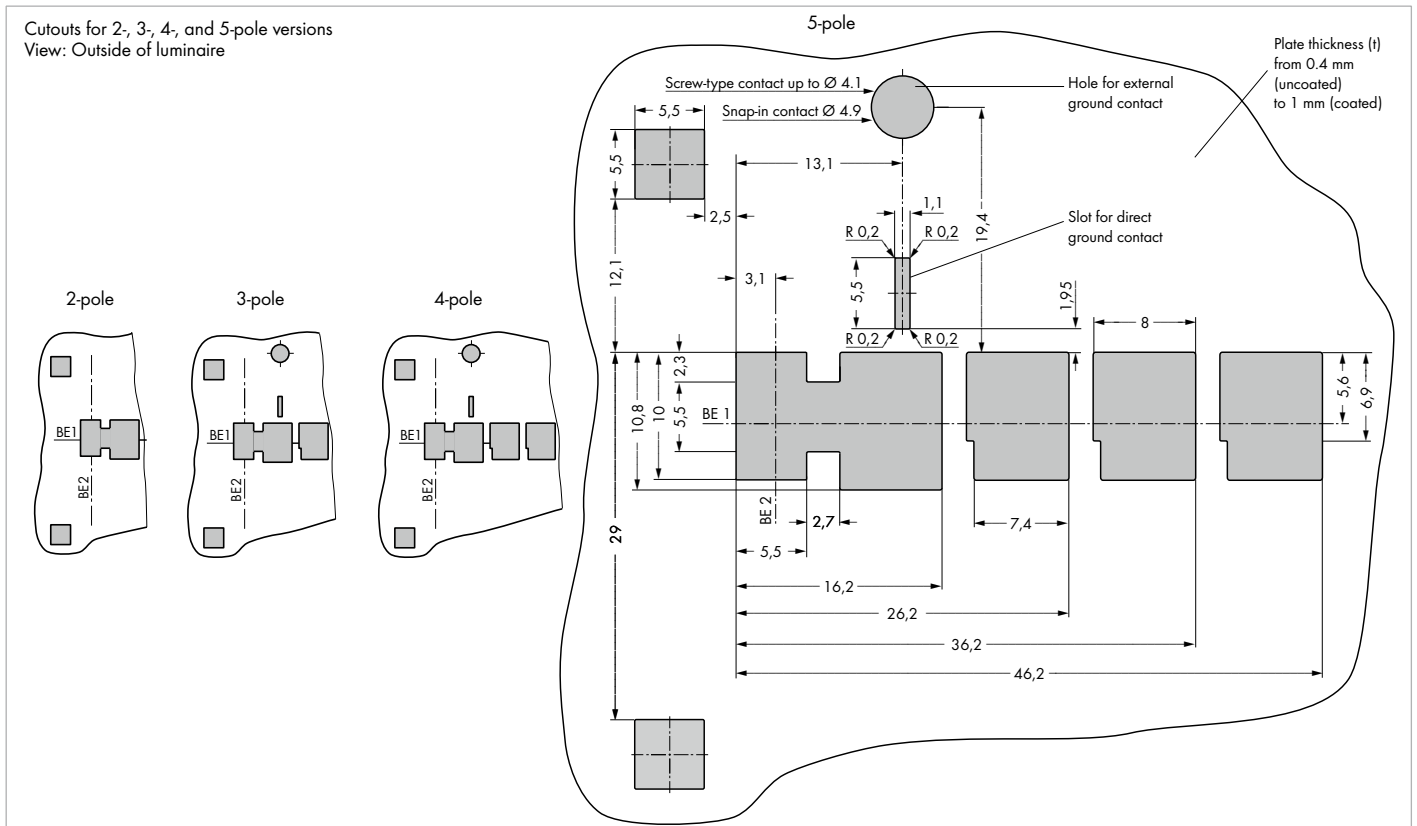 Cutouts for 2-, 3-, 4-, and 5-pole versions
View: Outside of luminaire
5-pole
Plate thickness (t)
from 0.4 mm
(uncoated)
to 1 mm (coated)
Screw-type contact up to Ø 4.1
Snap-in contact Ø 4.9
Hole for external
ground contact
5,5
5,5
2,5
13,1
19,4
1,1
R 0,2
R 0,2
Slot for direct
ground contact
12,1
3,1
5,5
1,95
R 0,2
R 0,2
8
2-pole
3-pole
4-pole
BE1
BE2
BE1
BE2
BE1
BE2
2,3
10,8
10
5,5
BE 1
5,6
6,9
BE 2
2,7
7,4
29
5,5
16,2
26,2
36,2
46,2